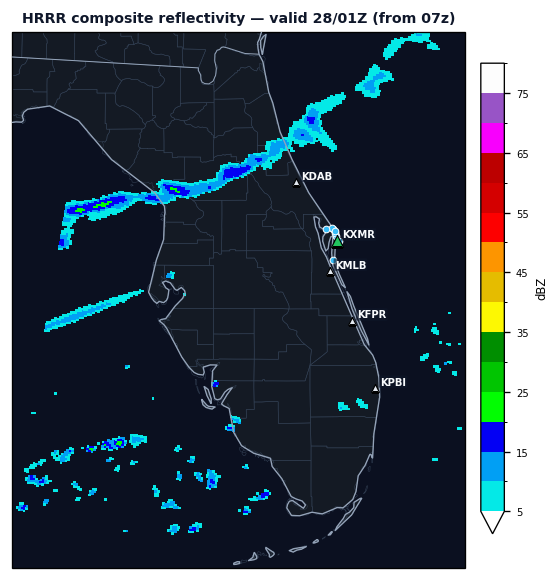 HRRR composite reflectivity — valid 28/01Z (from 07z)
KDAB
KXMR
KMLB
KFPR
KPBI
75
65
55
45
35
25
15
5
dBZ